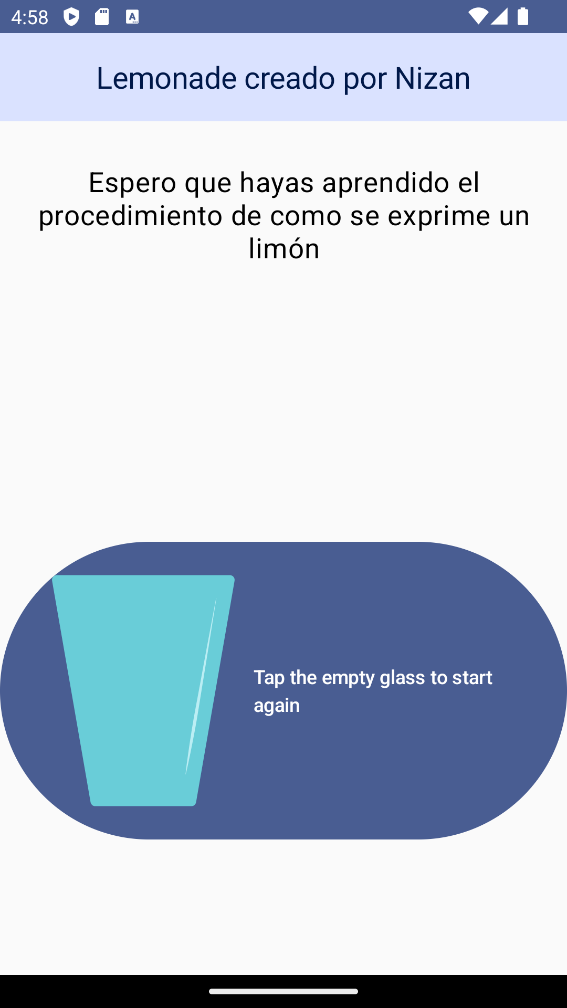 4:58
Lemonade creado por Nizan
Espero que hayas aprendido el
procedimiento de como se exprime un
limón
Tap the empty glass to start
again